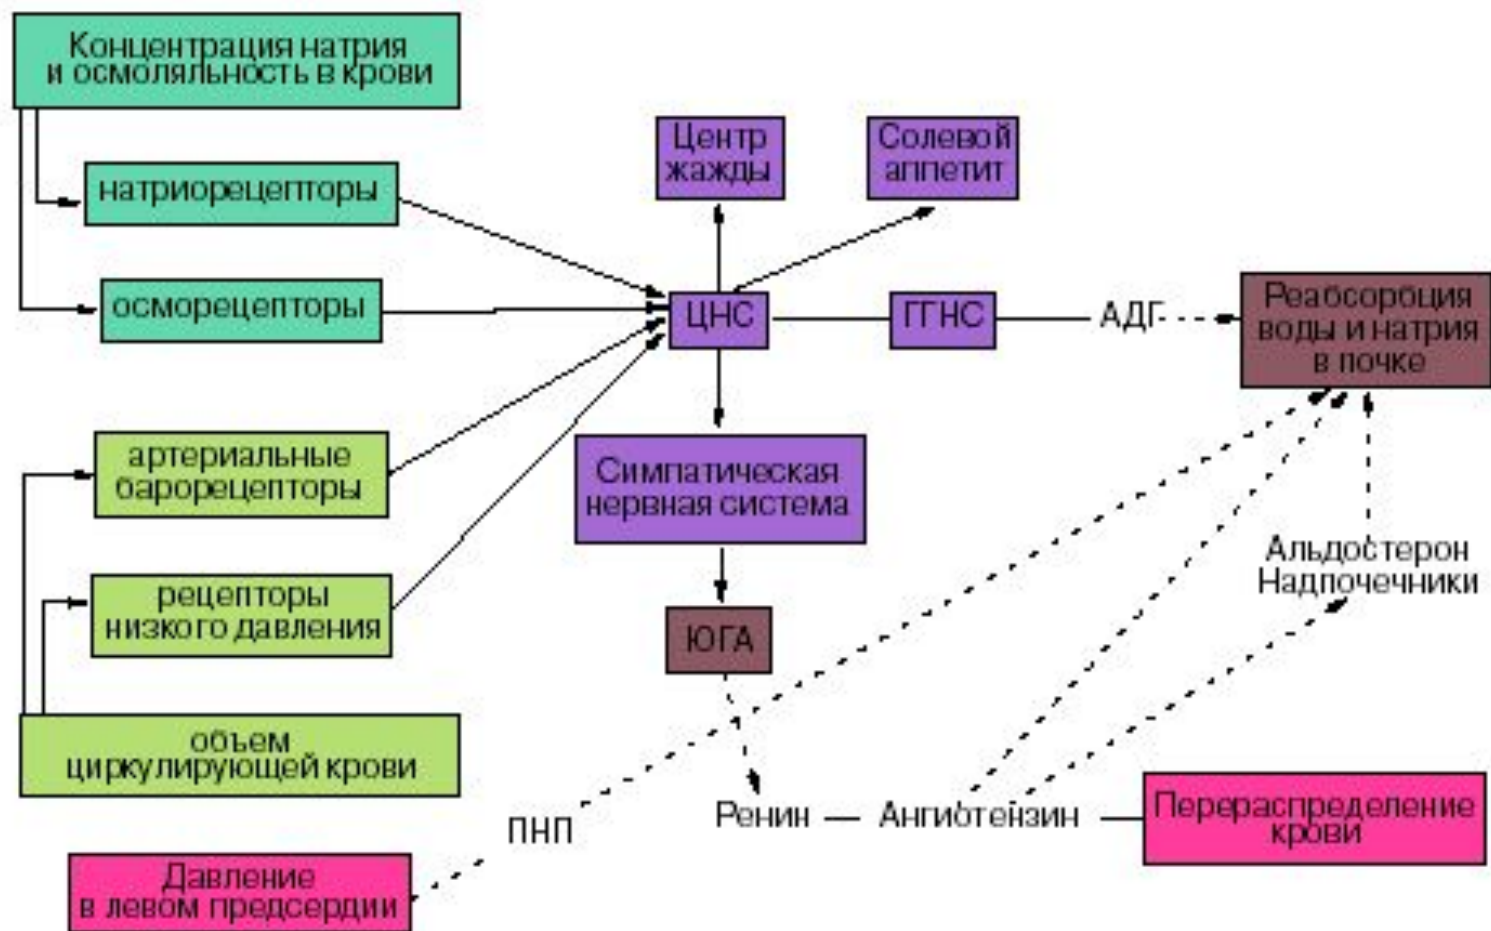 Концентрация натрия
и осмоляльность в крови
Центр
жажды
Солевой
аппетит
натриорецепторы
осморецепторы
ЦНС
ГГНС
АДГ
Реабсорбция
воды и натрия
в почке
артериальные
барорецепторы
Симпатическая
нервная система
Альдостерон
Надпочечники
рецепторы
низкого давления
ЮГА
объем
циркулирующей крови
ПНП
Ренин
Ангиотензин
Перераспределение
крови
Давление
в левом предсердии